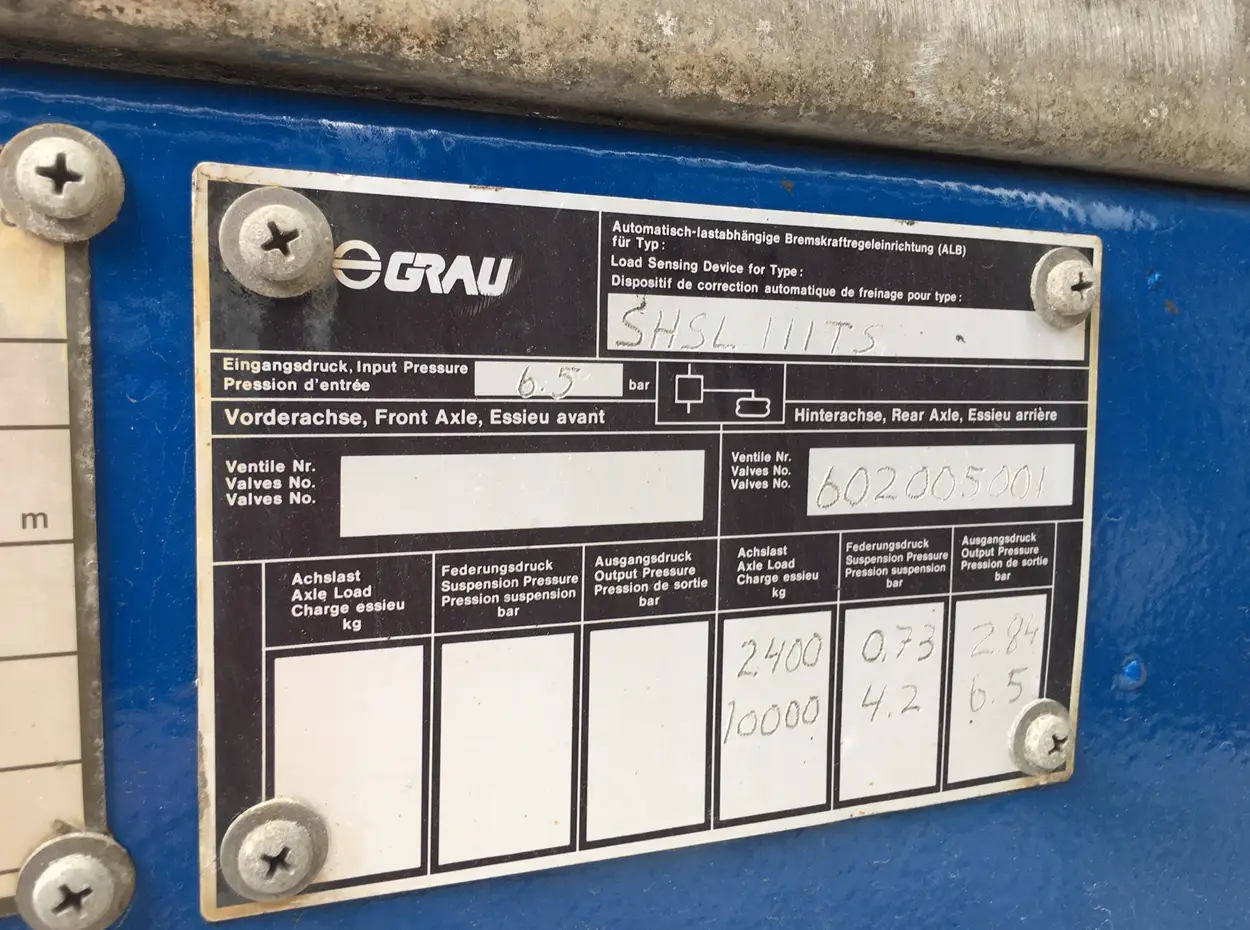 GRAU
Automatisch-lastabhängige Bremskraftregeleinrichtung (ALB)
für Typ:
Load Sensing Device for Type:
Dispositif de correction automatique de freinage pour type:
SHSL 111TS
Eingangsdruck, Input Pressure
Pression d'entrée
6.5 bar
Vorderachse, Front Axle, Essieu avant
Hinterachse, Rear Axle, Essieu arrière
Ventile Nr.
Valves No.
Valves No.
Ventile Nr.
Valves No.
Valves No.
602005001
m
Achslast
Axle Load
Charge essieu
kg
Federungsdruck
Suspension Pressure
Pression suspension
bar
Ausgangsdruck
Output Pressure
Pression de sortie
bar
Achslast
Axle Load
Charge essieu
kg
Federungsdruck
Suspension Pressure
Pression suspension
bar
Ausgangsdruck
Output Pressure
Pression de sortie
bar
2400 0,73 2.84
10000 4.2 6.5